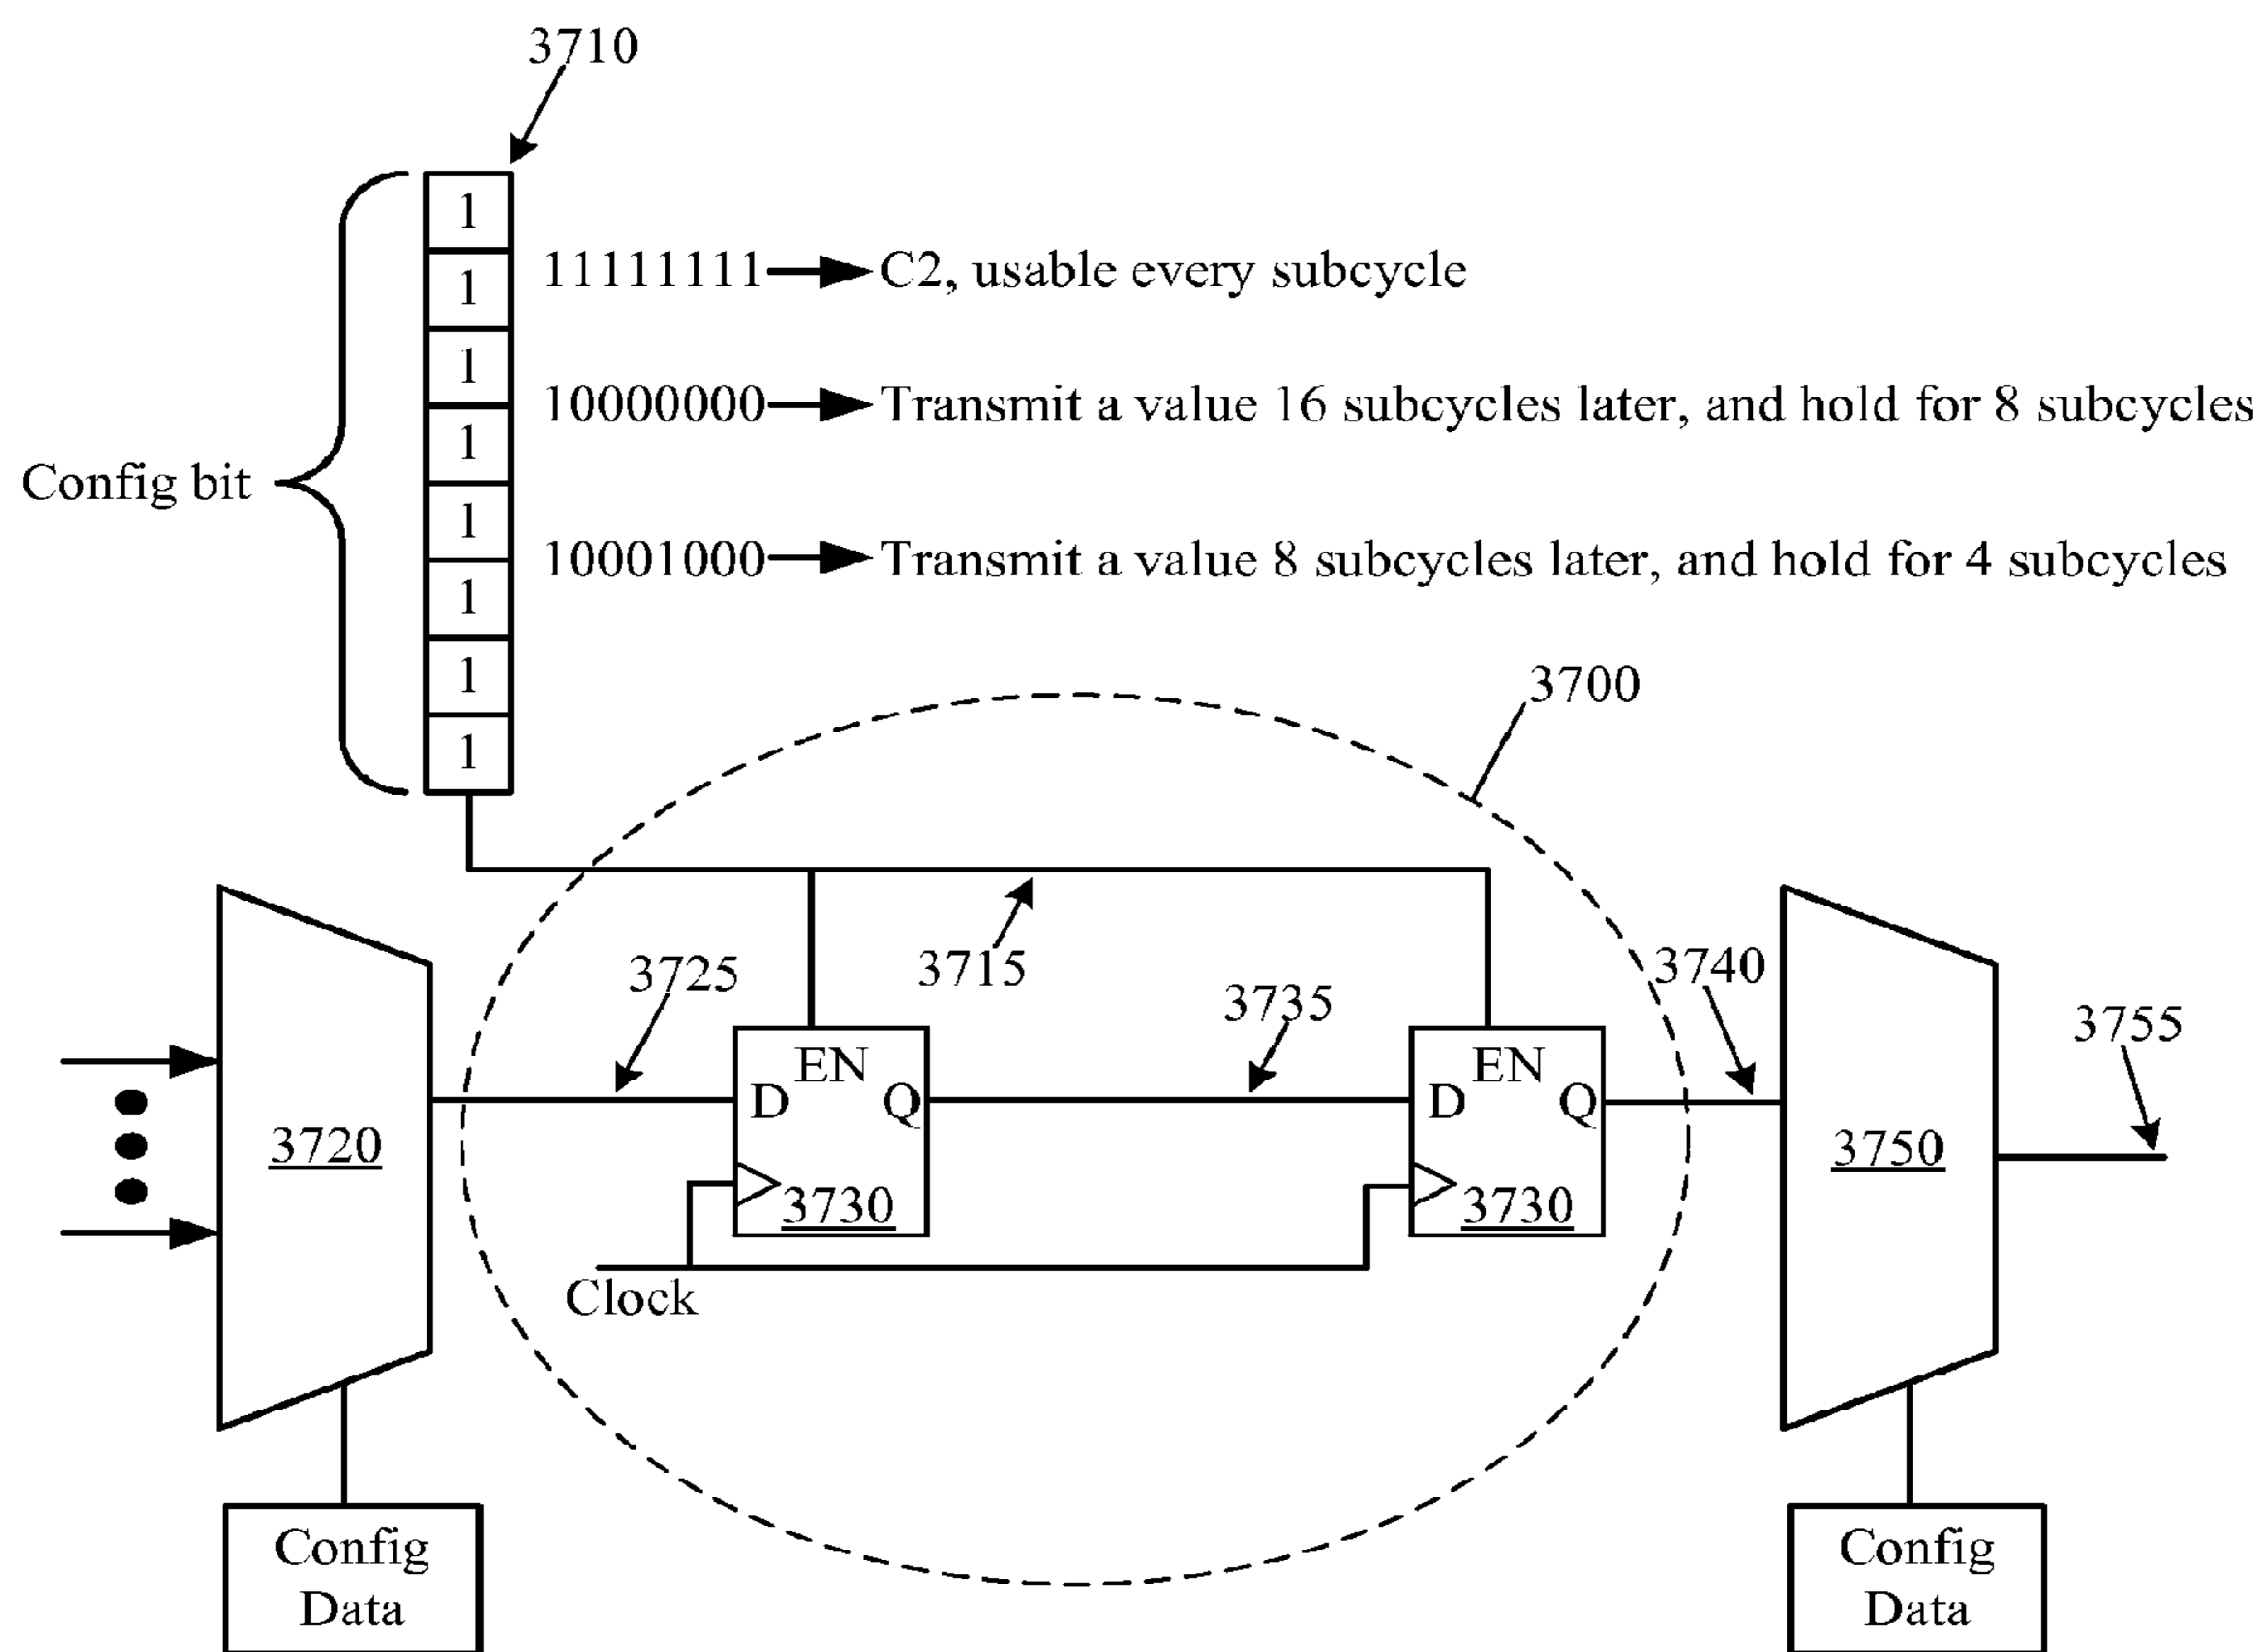 3710
1
1
1
1
1
1
1
1
11111111 C2, usable every subcycle
10000000 Transmit a value 16 subcycles later, and hold for 8 subcycles
Config bit
10001000 Transmit a value 8 subcycles later, and hold for 4 subcycles
3700
3715
3725
3735
3740
3755
3720
EN
D Q
3730
EN
D Q
3730
3750
Clock
Config
Data
Config
Data